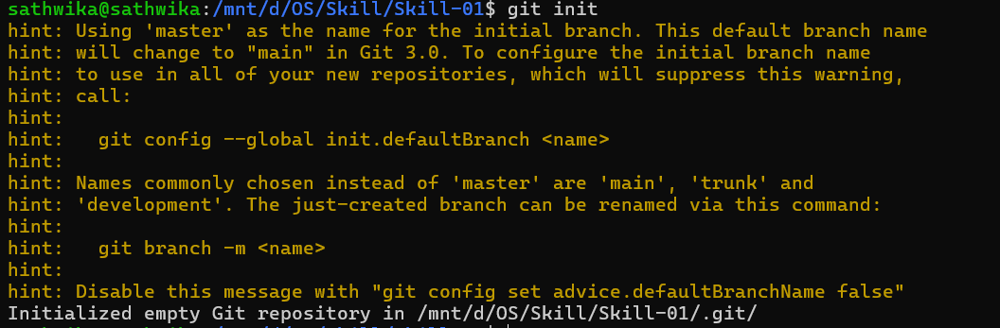 sathwika@sathwika:/mnt/d/OS/Skill/Skill-01$ git init
hint: Using 'master' as the name for the initial branch. This default branch name
hint: will change to "main" in Git 3.0. To configure the initial branch name
hint: to use in all of your new repositories, which will suppress this warning,
hint: call:
hint:
hint:   git config --global init.defaultBranch <name>
hint:
hint: Names commonly chosen instead of 'master' are 'main', 'trunk' and
hint: 'development'. The just-created branch can be renamed via this command:
hint:
hint:   git branch -m <name>
hint:
hint: Disable this message with "git config set advice.defaultBranchName false"
Initialized empty Git repository in /mnt/d/OS/Skill/Skill-01/.git/